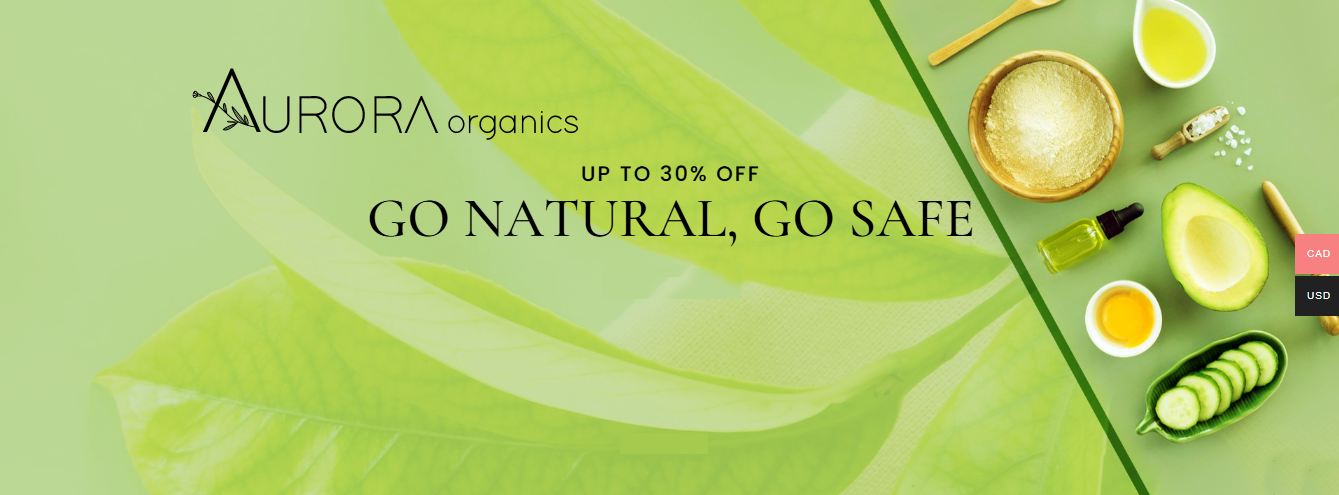 AURORA organics
UP TO 30% OFF
GO NATURAL, GO SAFE
CAD
USD